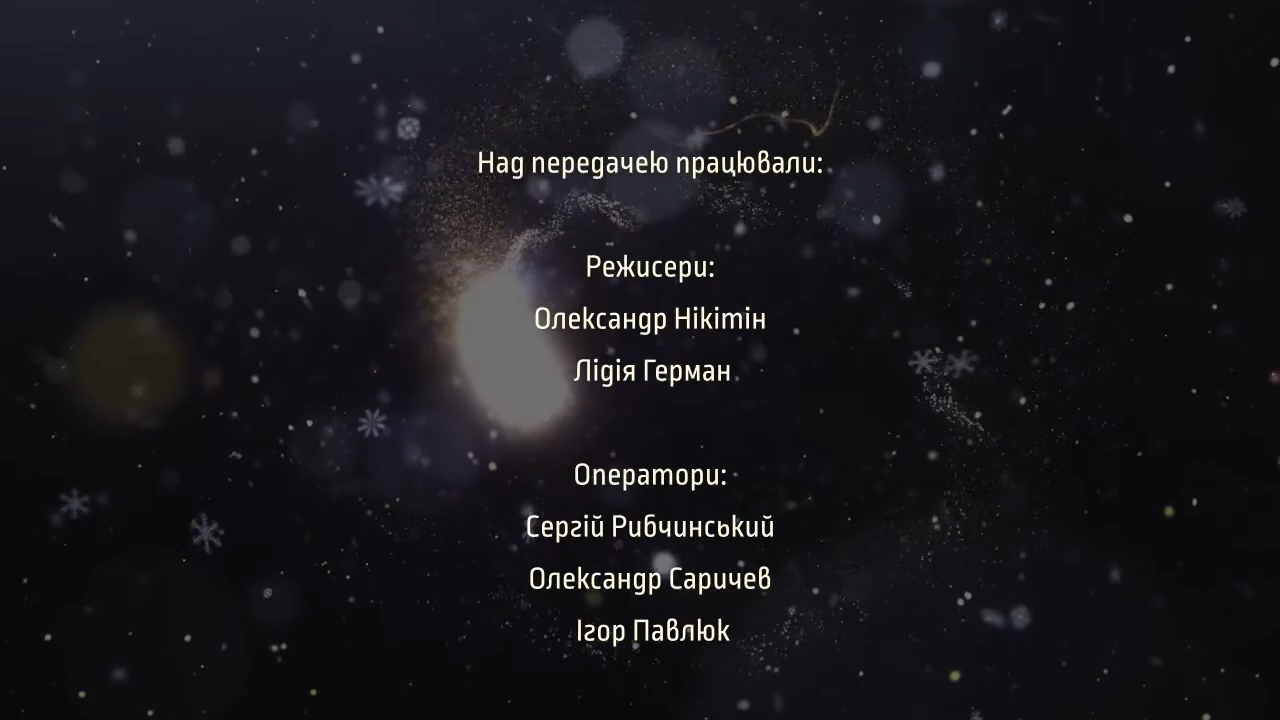 Над передачею працювали:
Режисери:
Олександр Нікітін
Лідія Герман
Оператори:
Сергій Рибчинський
Олександр Саричев
Ігор Павлюк